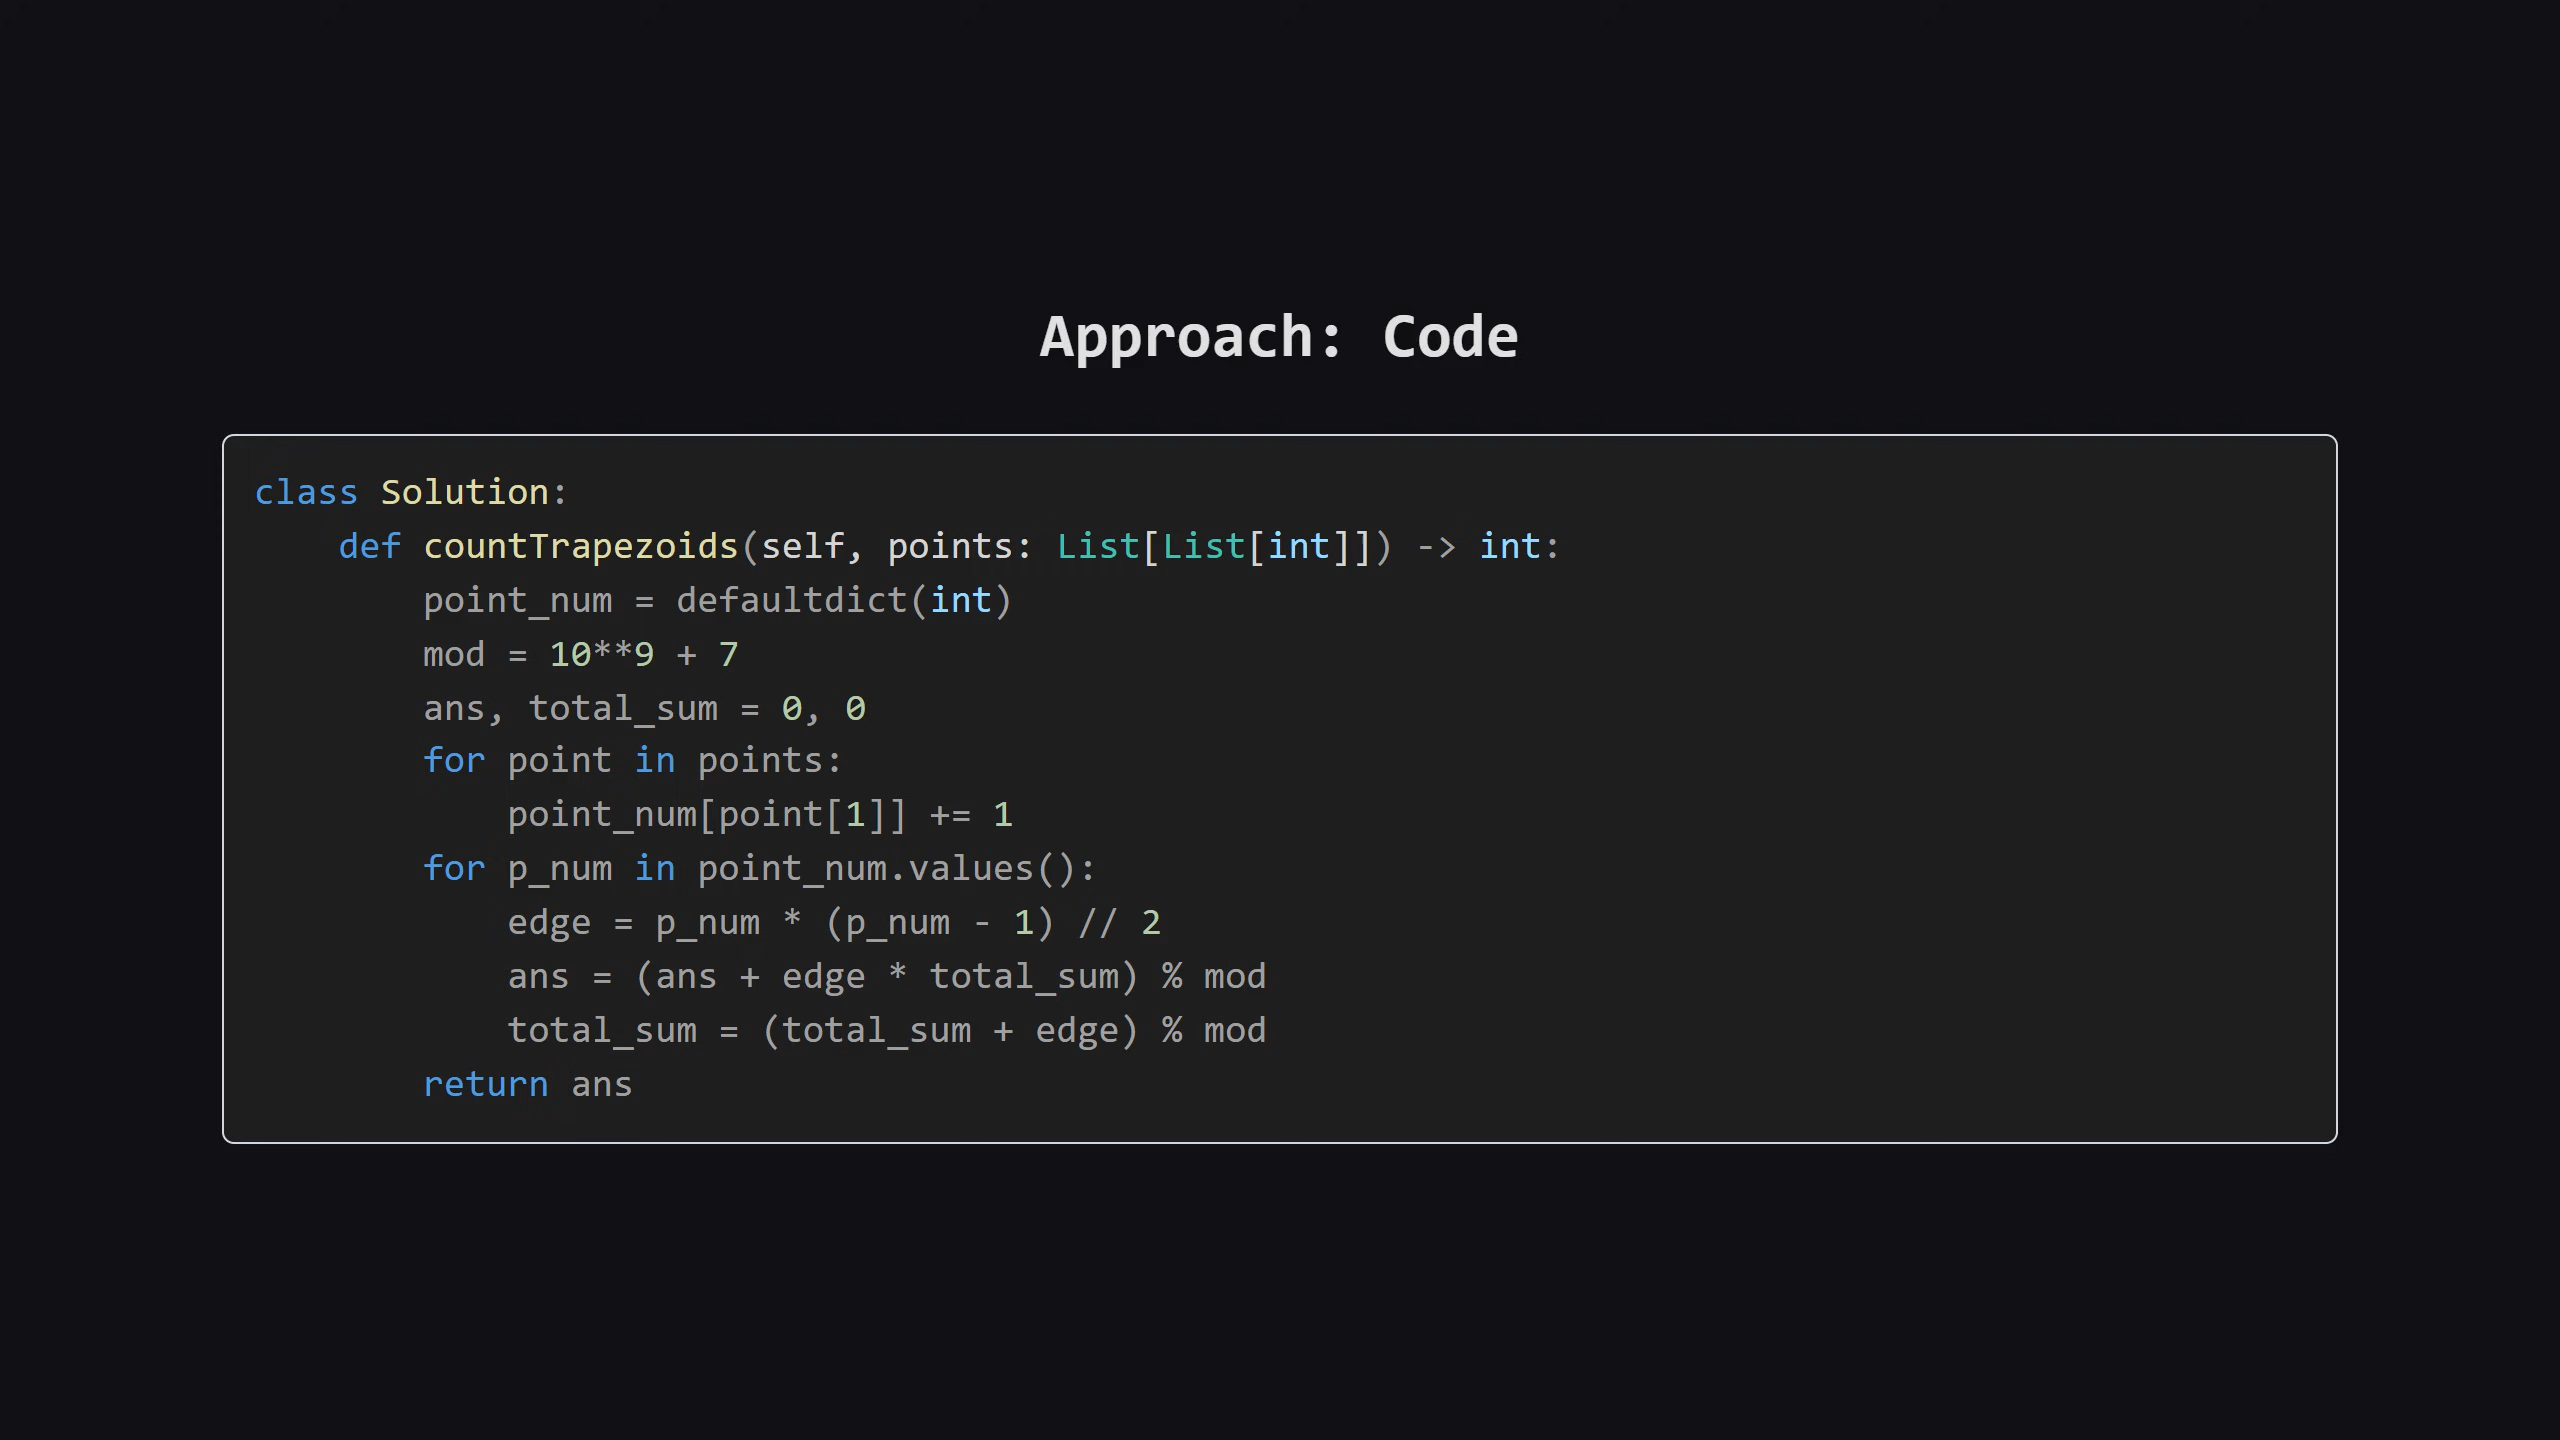 Approach: Code
class Solution:
    def countTrapezoids(self, points: List[List[int]]) -> int:
        point_num = defaultdict(int)
        mod = 10**9 + 7
        ans, total_sum = 0, 0
        for point in points:
            point_num[point[1]] += 1
        for p_num in point_num.values():
            edge = p_num * (p_num - 1) // 2
            ans = (ans + edge * total_sum) % mod
            total_sum = (total_sum + edge) % mod
        return ans